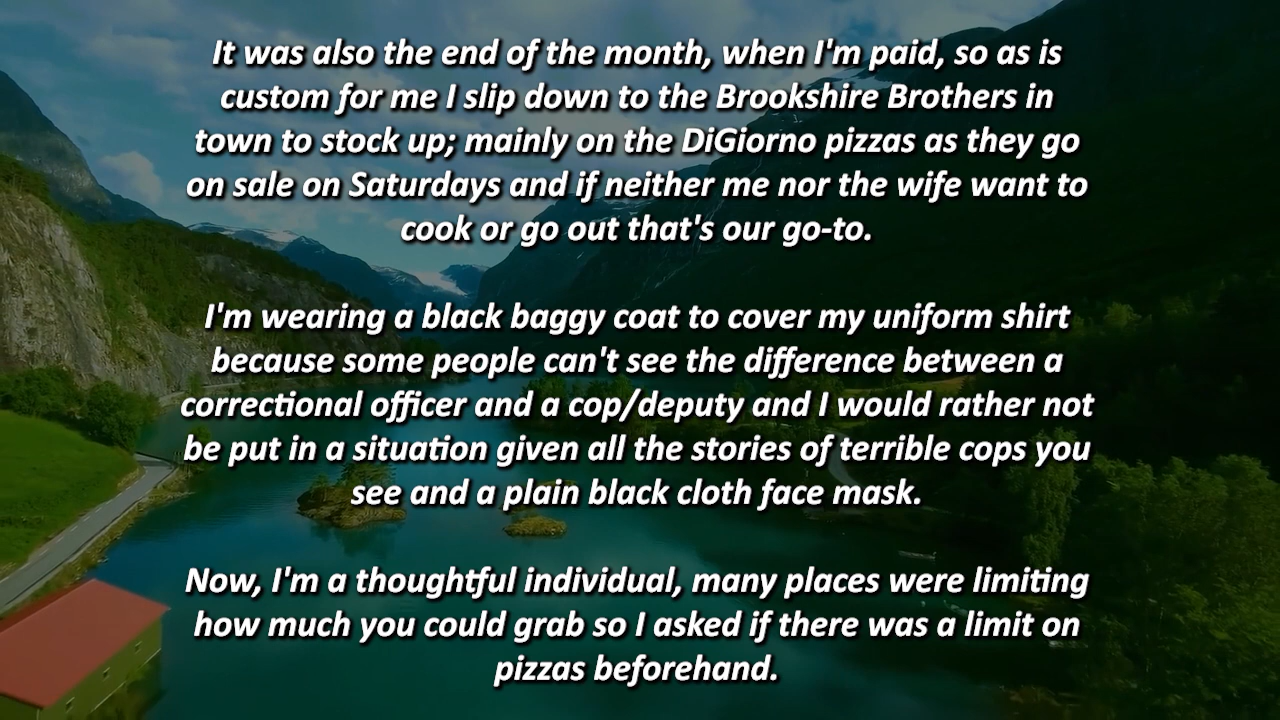 It was also the end of the month, when I'm paid, so as is
custom for me I slip down to the Brookshire Brothers in
town to stock up; mainly on the DiGiorno pizzas as they go
on sale on Saturdays and if neither me nor the wife want to
cook or go out that's our go-to.
I'm wearing a black baggy coat to cover my uniform shirt
because some people can't see the difference between a
correctional officer and a cop/deputy and I would rather not
be put in a situation given all the stories of terrible cops you
see and a plain black cloth face mask.
Now, I'm a thoughtful individual, many places were limiting
how much you could grab so I asked if there was a limit on
pizzas beforehand.